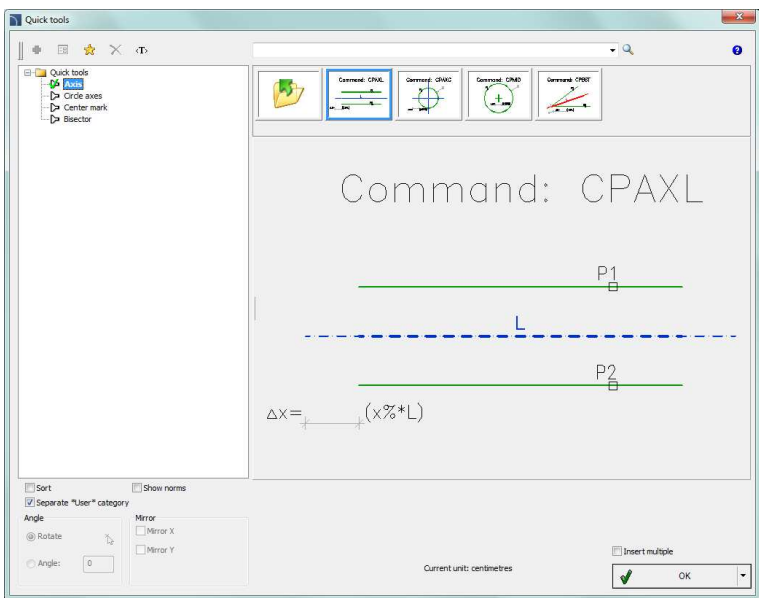 Quick tools
<T>
Quick tools
Axis
Circle axes
Center mark
Bisector
Command: CPAXL
Command: CPAXC
Command: CPMID
L
Command: CPAXL
P1
L
P2
Δx= (x%*L)
Sort
Show norms
Separate "User" category
Angle
Mirror
Rotate
Mirror X
Mirror Y
Angle: 0
Insert multiple
Current unit: centimetres
OK